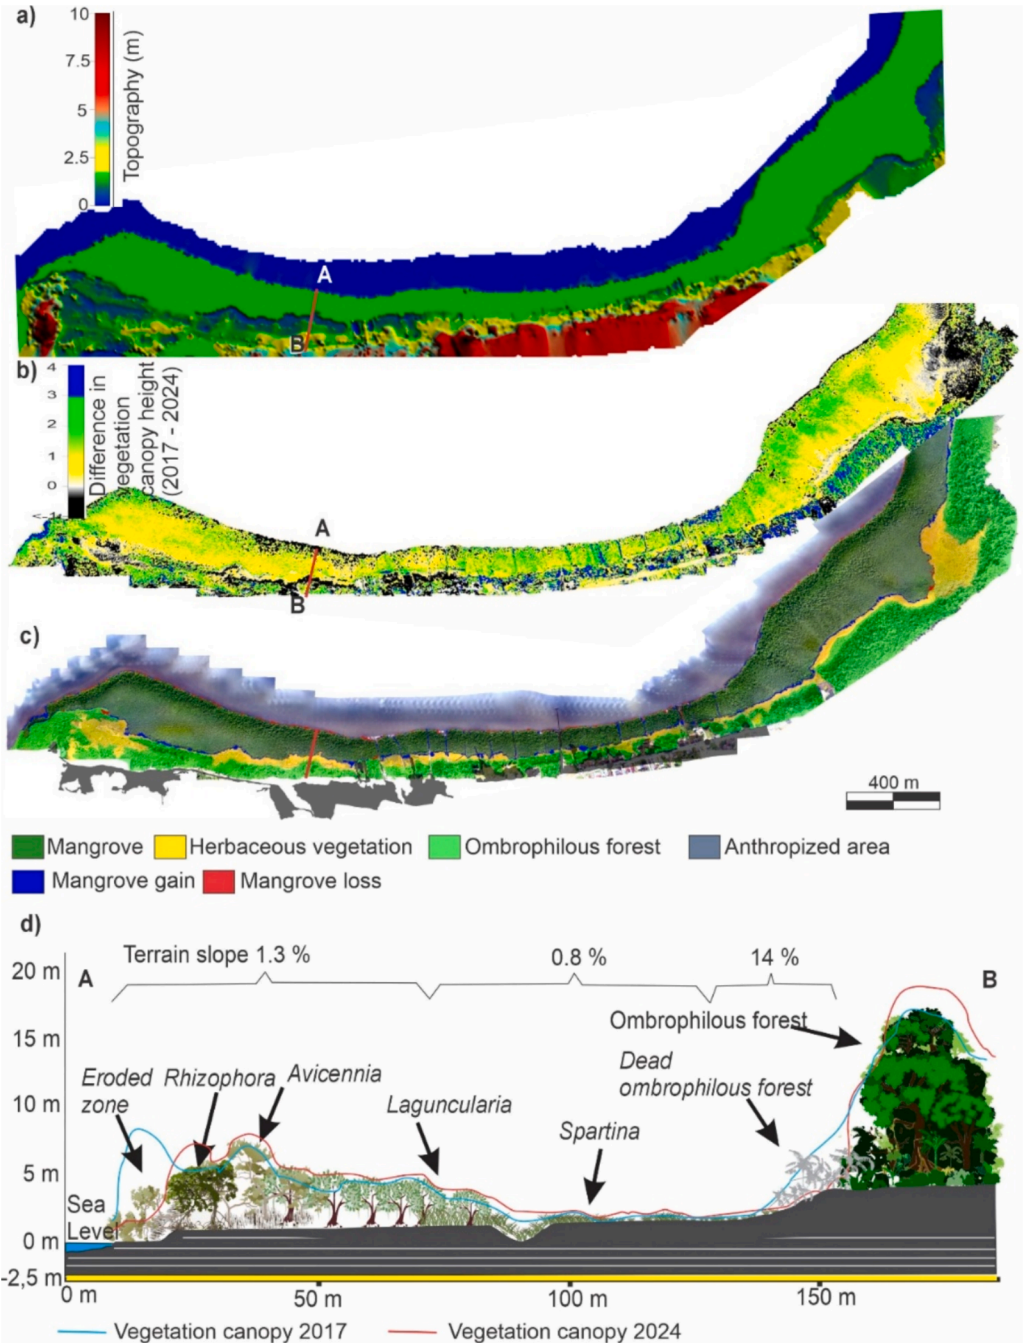 a)
10
7.5
5
2.5
0
Topography (m)
A
B
b)
4
3
2
1
0
<-1
Difference in
vegetation
canopy height
(2017 - 2024)
A
B
c)
400 m
Mangrove
Herbaceous vegetation
Ombrophilous forest
Anthropized area
Mangrove gain
Mangrove loss
d)
Terrain slope 1.3 %
0.8 %
14 %
20 m
A
B
15 m
Ombrophilous forest
Dead
ombrophilous forest
Eroded
zone
Rhizophora
Avicennia
10 m
Laguncularia
Spartina
5 m
Sea
Level
0 m
-2,5 m
0 m
50 m
100 m
150 m
Vegetation canopy 2017
Vegetation canopy 2024